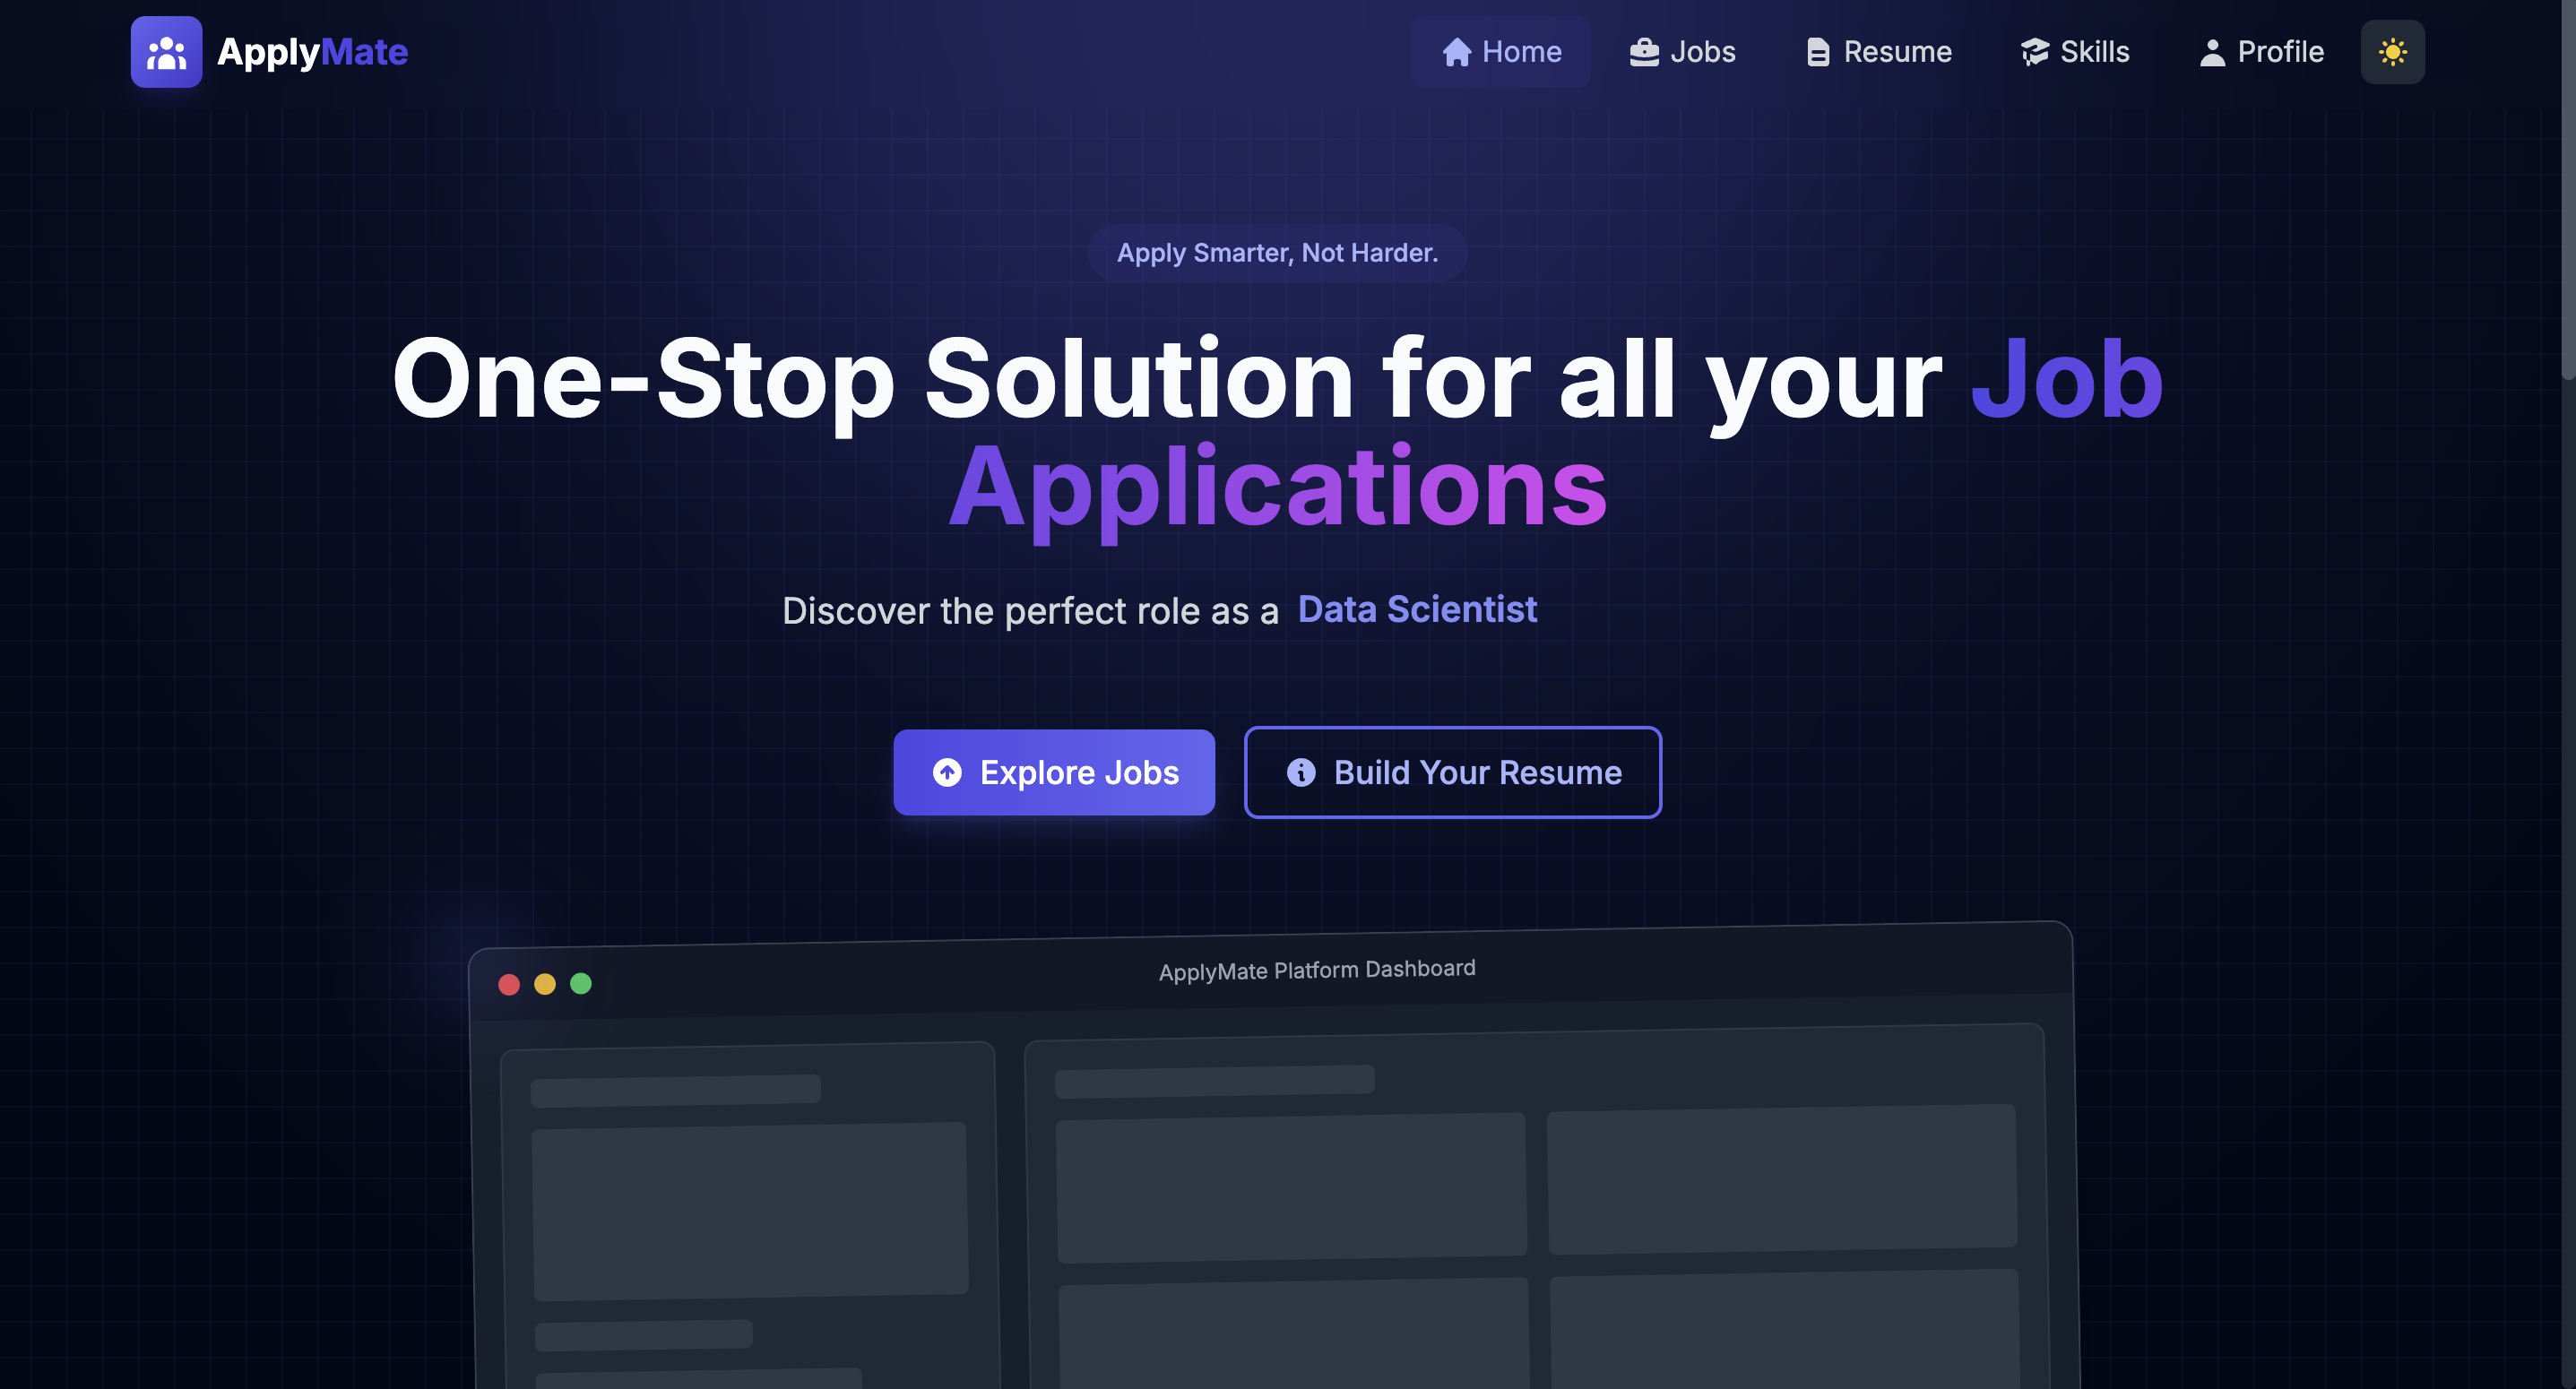 ApplyMate
Home
Jobs
Resume
Skills
Profile
Apply Smarter, Not Harder.
One-Stop Solution for all your Job
Applications
Discover the perfect role as a Data Scientist
Explore Jobs
Build Your Resume
ApplyMate Platform Dashboard